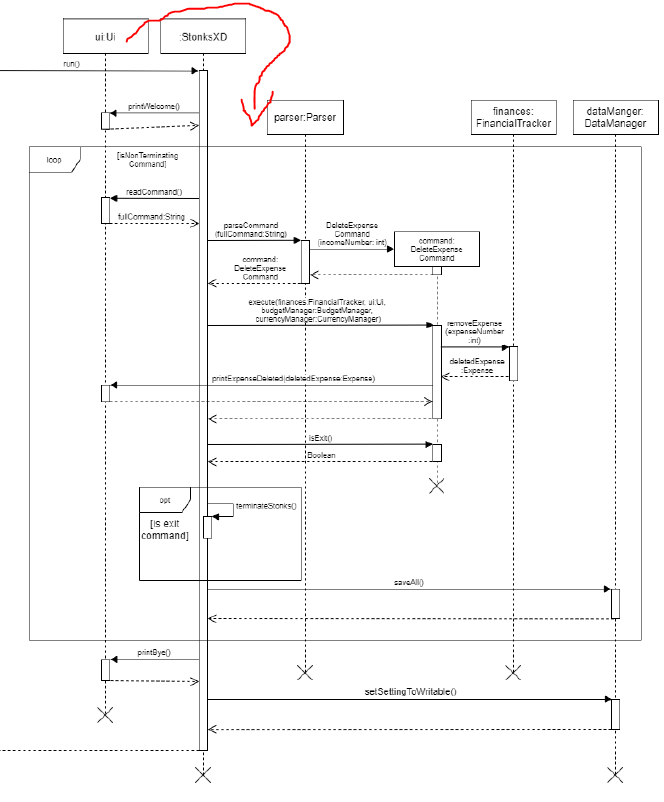 ui:Ui
:StonksXD
run()
printWelcome()
parser:Parser
finances:
FinancialTracker
dataManger:
DataManager
loop
[isNonTerminating
Command]
readCommand()
fullCommand:String
parseCommand
(fullCommand:String)
DeleteExpense
Command
(incomeNumber: int)
command:
DeleteExpense
Command
command:
DeleteExpense
Command
execute(finances:FinancialTracker, ui:Ui,
budgetManager:BudgetManager,
currencyManager:CurrencyManager)
removeExpense
(expenseNumber
:int)
deletedExpense
:Expense
printExpenseDeleted(deletedExpense:Expense)
isExit()
Boolean
opt
terminateStonks()
[is exit
command]
saveAll()
printBye()
setSettingToWritable()